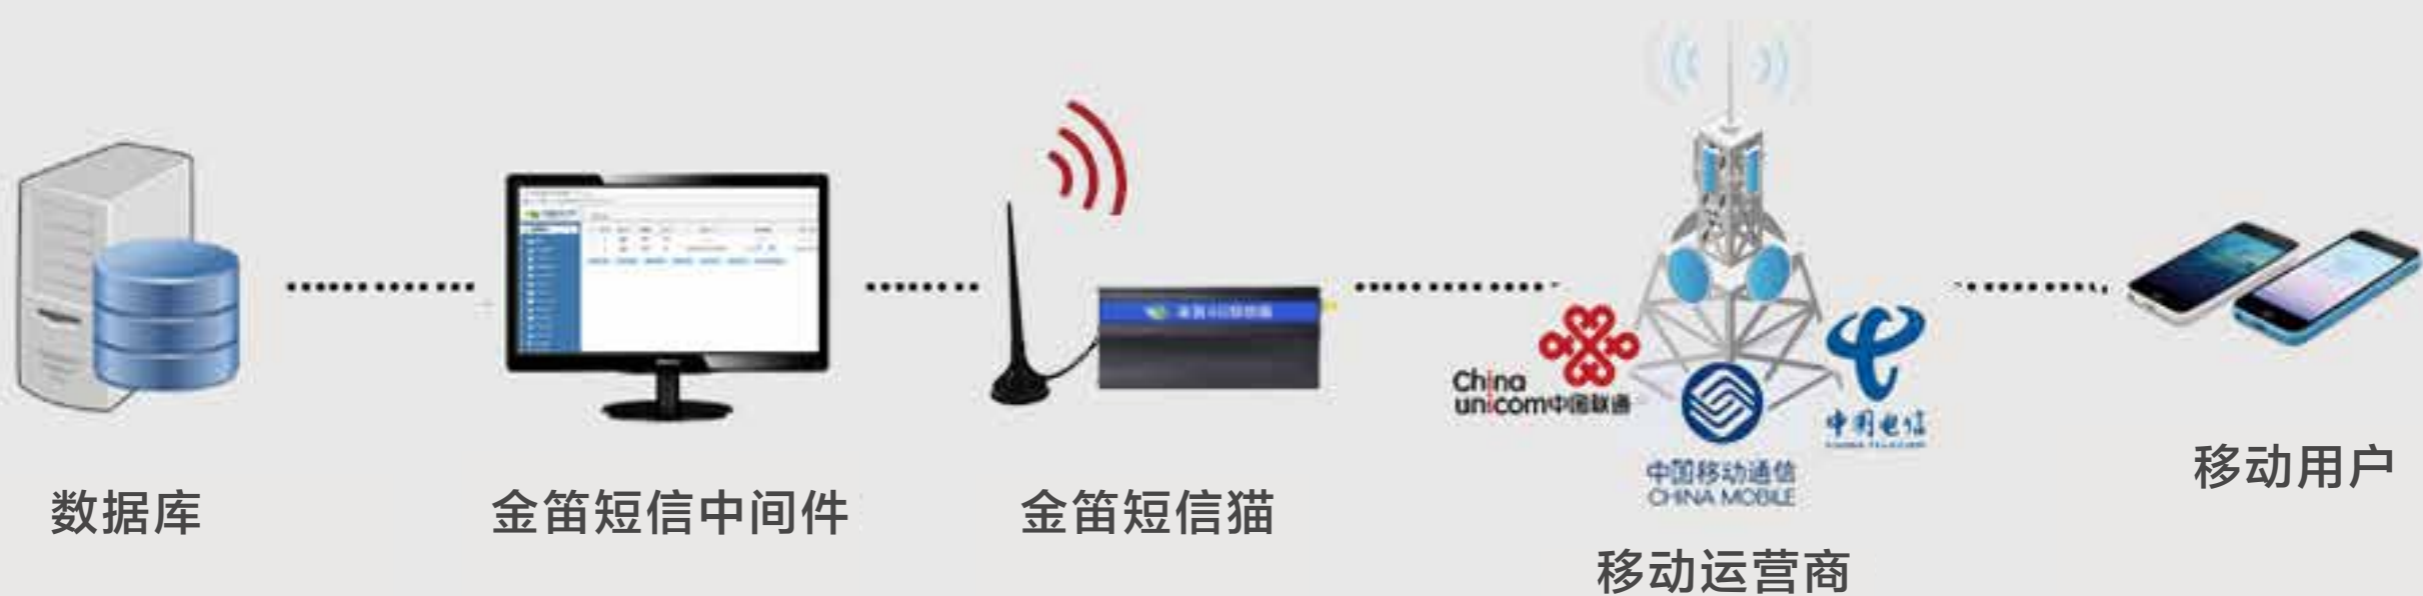 China
unicom中国联通
中国移动通信
CHINA MOBILE
中国电信
CHINA TELECOM
数据库
金笛短信中间件
金笛短信猫
移动运营商
移动用户